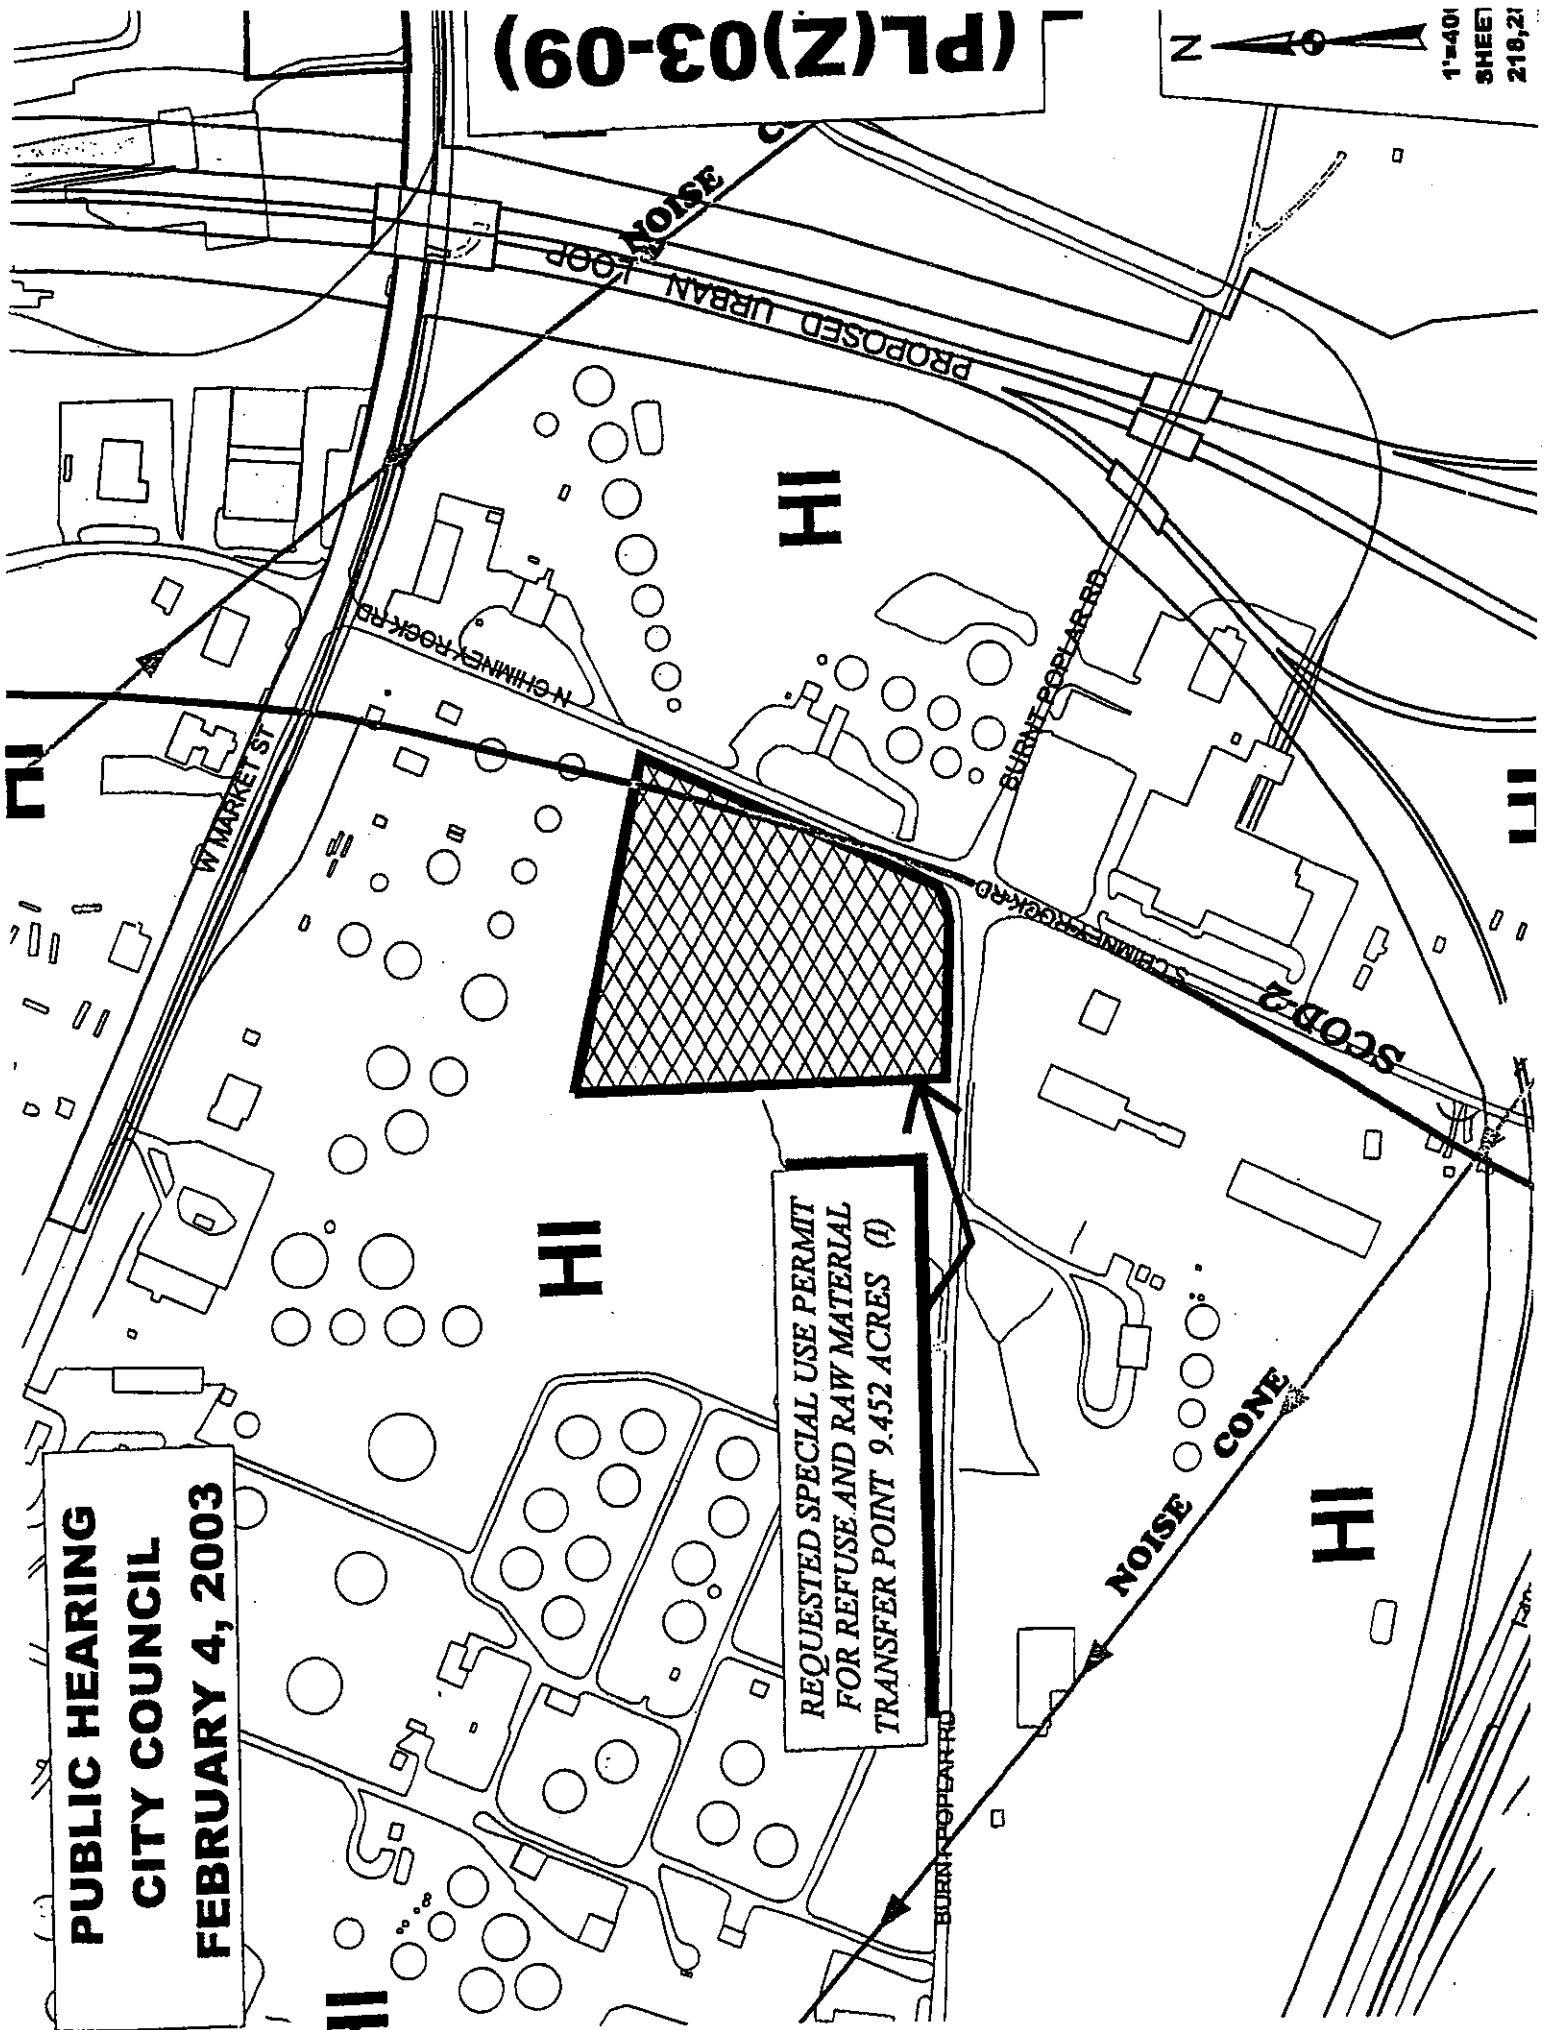 PUBLIC HEARING
CITY COUNCIL
FEBRUARY 4, 2003
(PL(Z)03-09)
N
SHEET
REQUESTED SPECIAL USE PERMIT
FOR REFUSE AND RAW MATERIAL
TRANSFER POINT 9.452 ACRES (I)
W MARKET ST
N CHIMNEY ROCK RD
S CHIMNEY ROCK RD
BURNT POPLAR RD
BURNT POPLAR RD
PROPOSED URBAN LOOP
NOISE
NOISE CONE
SCOD-2
HI
HI
HI
HI